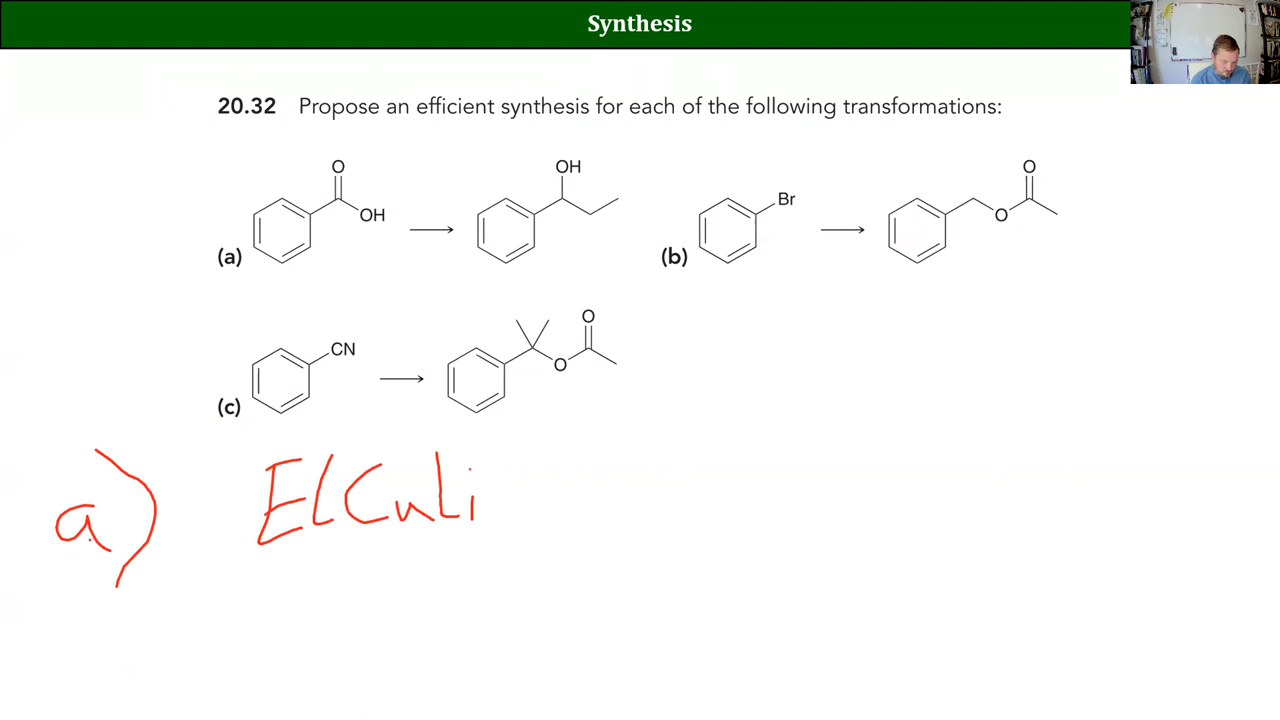 Synthesis
20.32 Propose an efficient synthesis for each of the following transformations:
O
OH
OH
(a)
Br
O
O
(b)
CN
O
O
(c)
a) EtCuLi